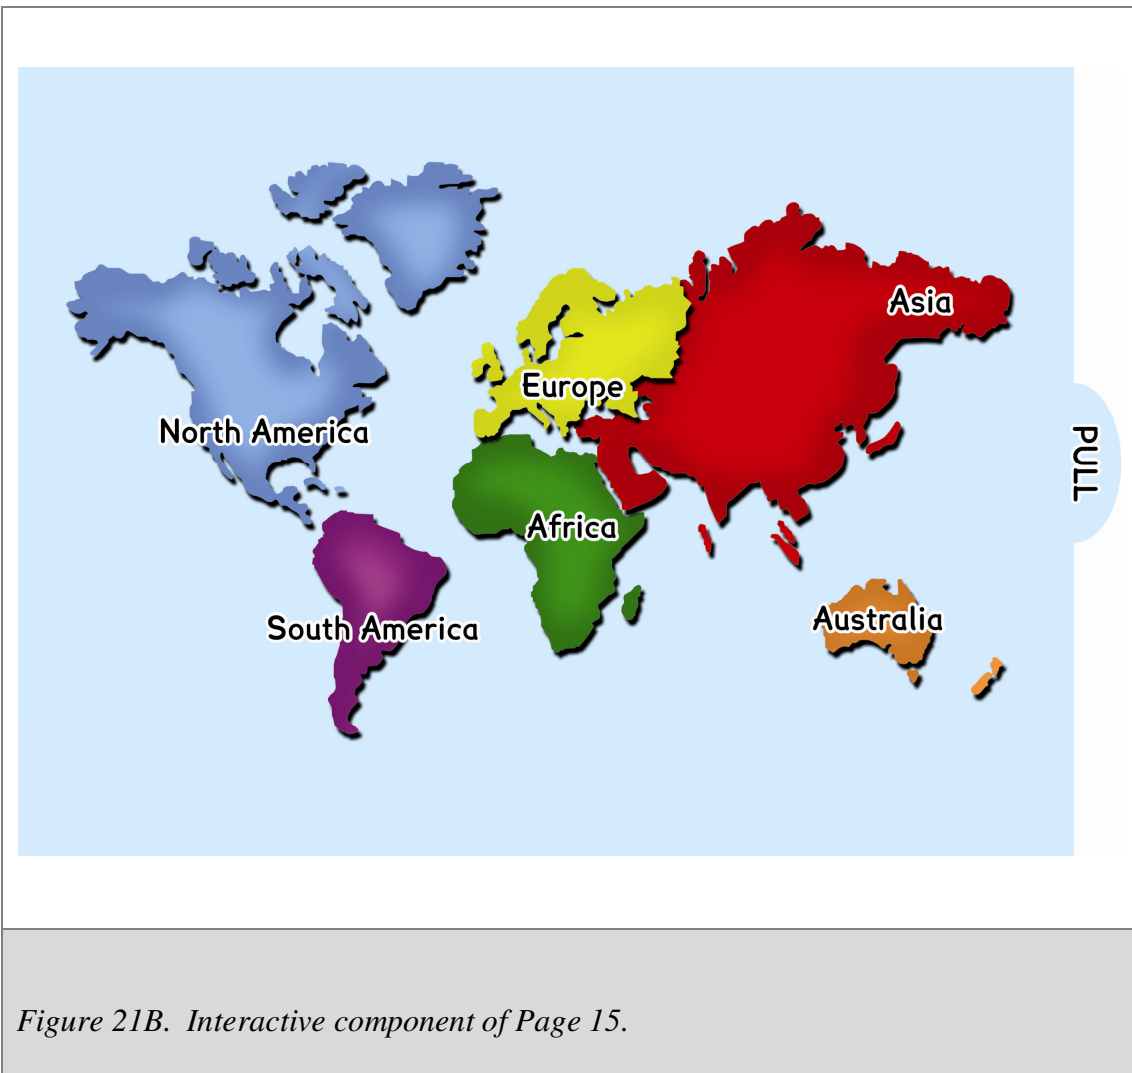 Asia
Europe
North America
PULL
Africa
Australia
South America
Figure 21B.  Interactive component of Page 15.